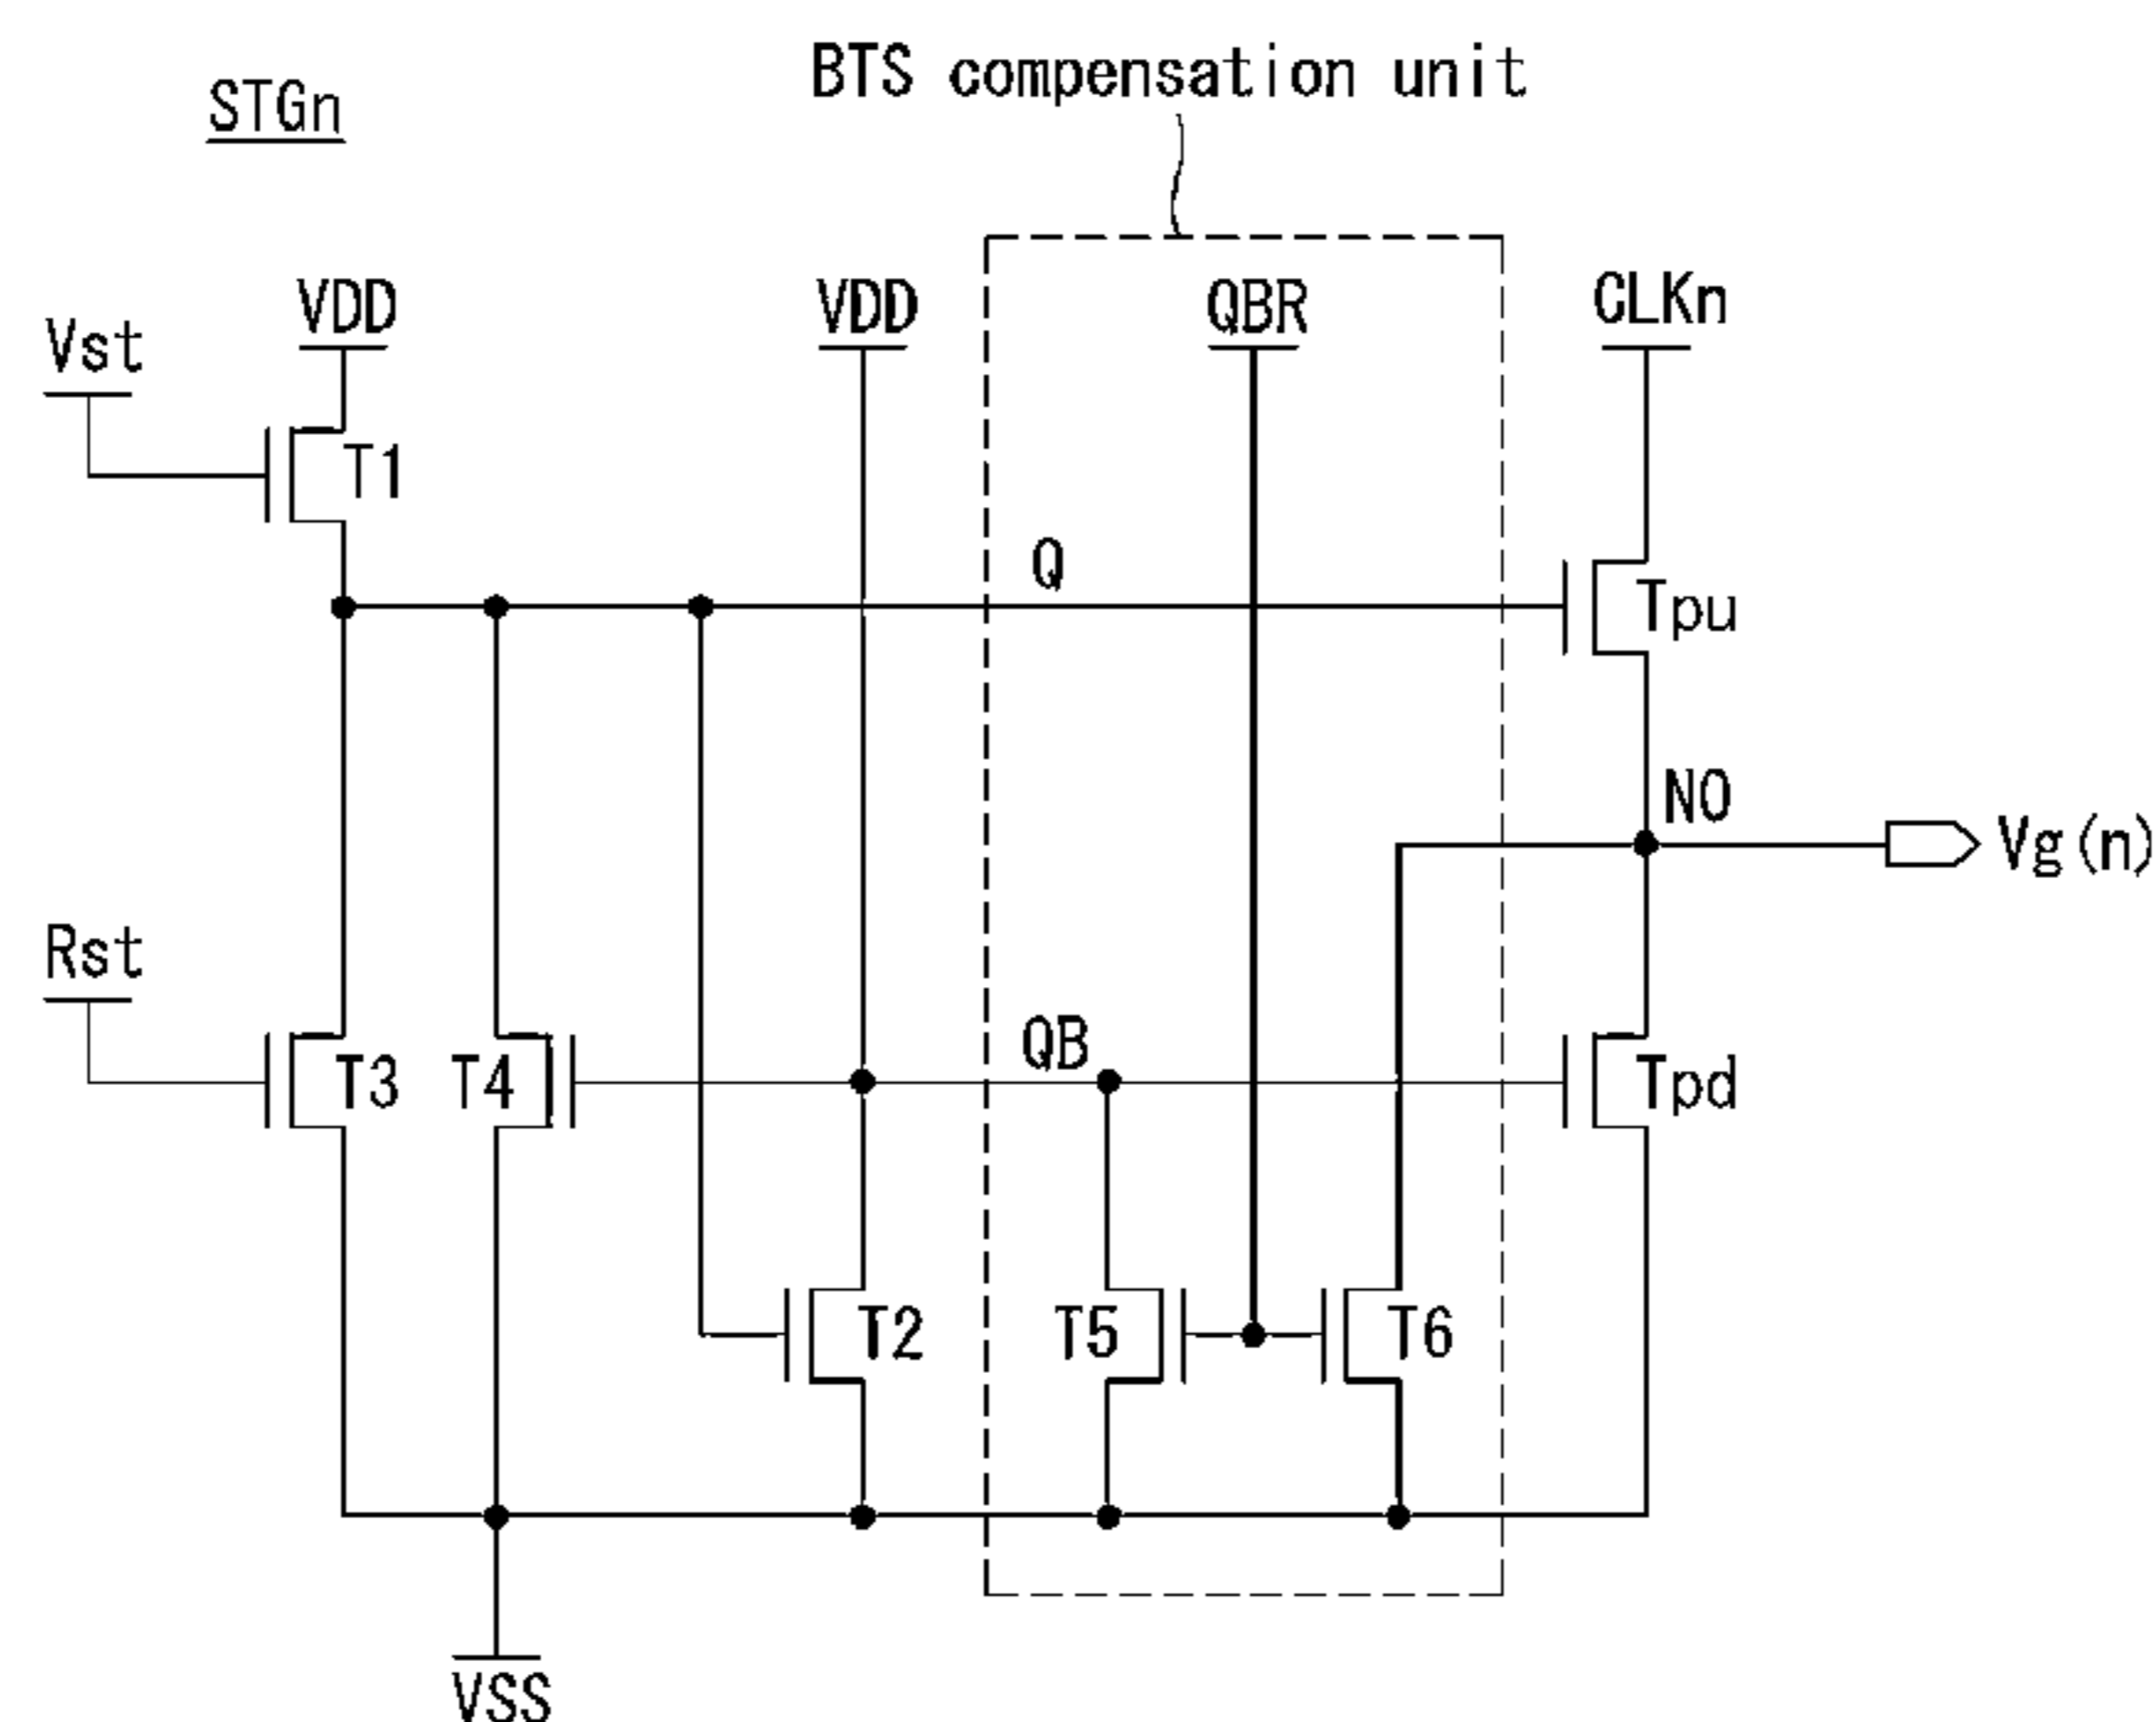 BTS compensation unit
STGn
VDD
VDD
QBR
CLKn
Vst
T1
Q
Tpu
NO
Vg(n)
Rst
QB
T3
T4
Tpd
T2
T5
T6
VSS